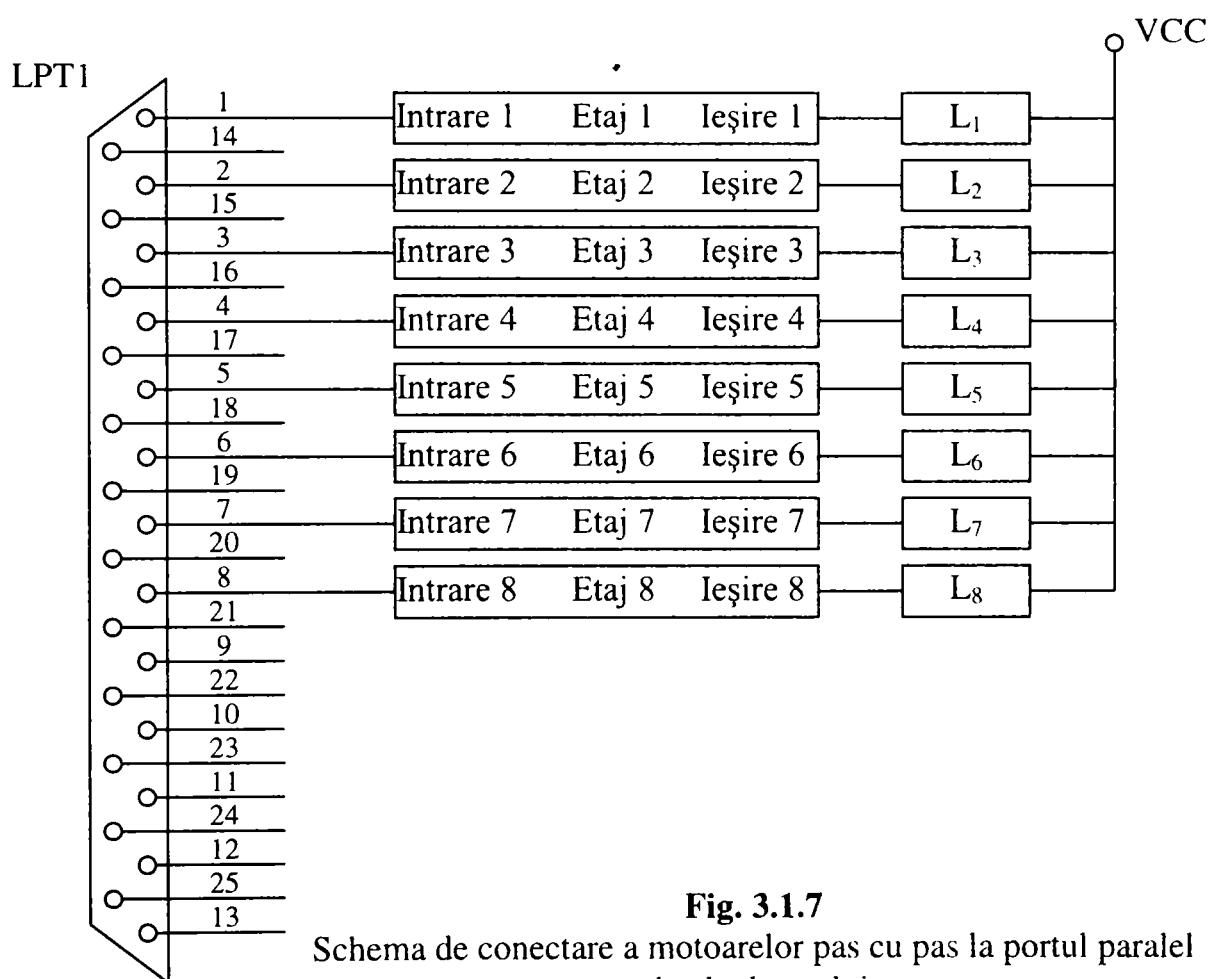 VCC
LPT1
1 Intrare 1 Etaj 1 Ieşire 1 L₁
14
2 Intrare 2 Etaj 2 Ieşire 2 L₂
15
3 Intrare 3 Etaj 3 Ieşire 3 L₃
16
4 Intrare 4 Etaj 4 Ieşire 4 L₄
17
5 Intrare 5 Etaj 5 Ieşire 5 L₅
18
6 Intrare 6 Etaj 6 Ieşire 6 L₆
19
7 Intrare 7 Etaj 7 Ieşire 7 L₇
20
8 Intrare 8 Etaj 8 Ieşire 8 L₈
21
9
22
10
23
11
24
12
25
13
Fig. 3.1.7
Schema de conectare a motoarelor pas cu pas la portul paralel